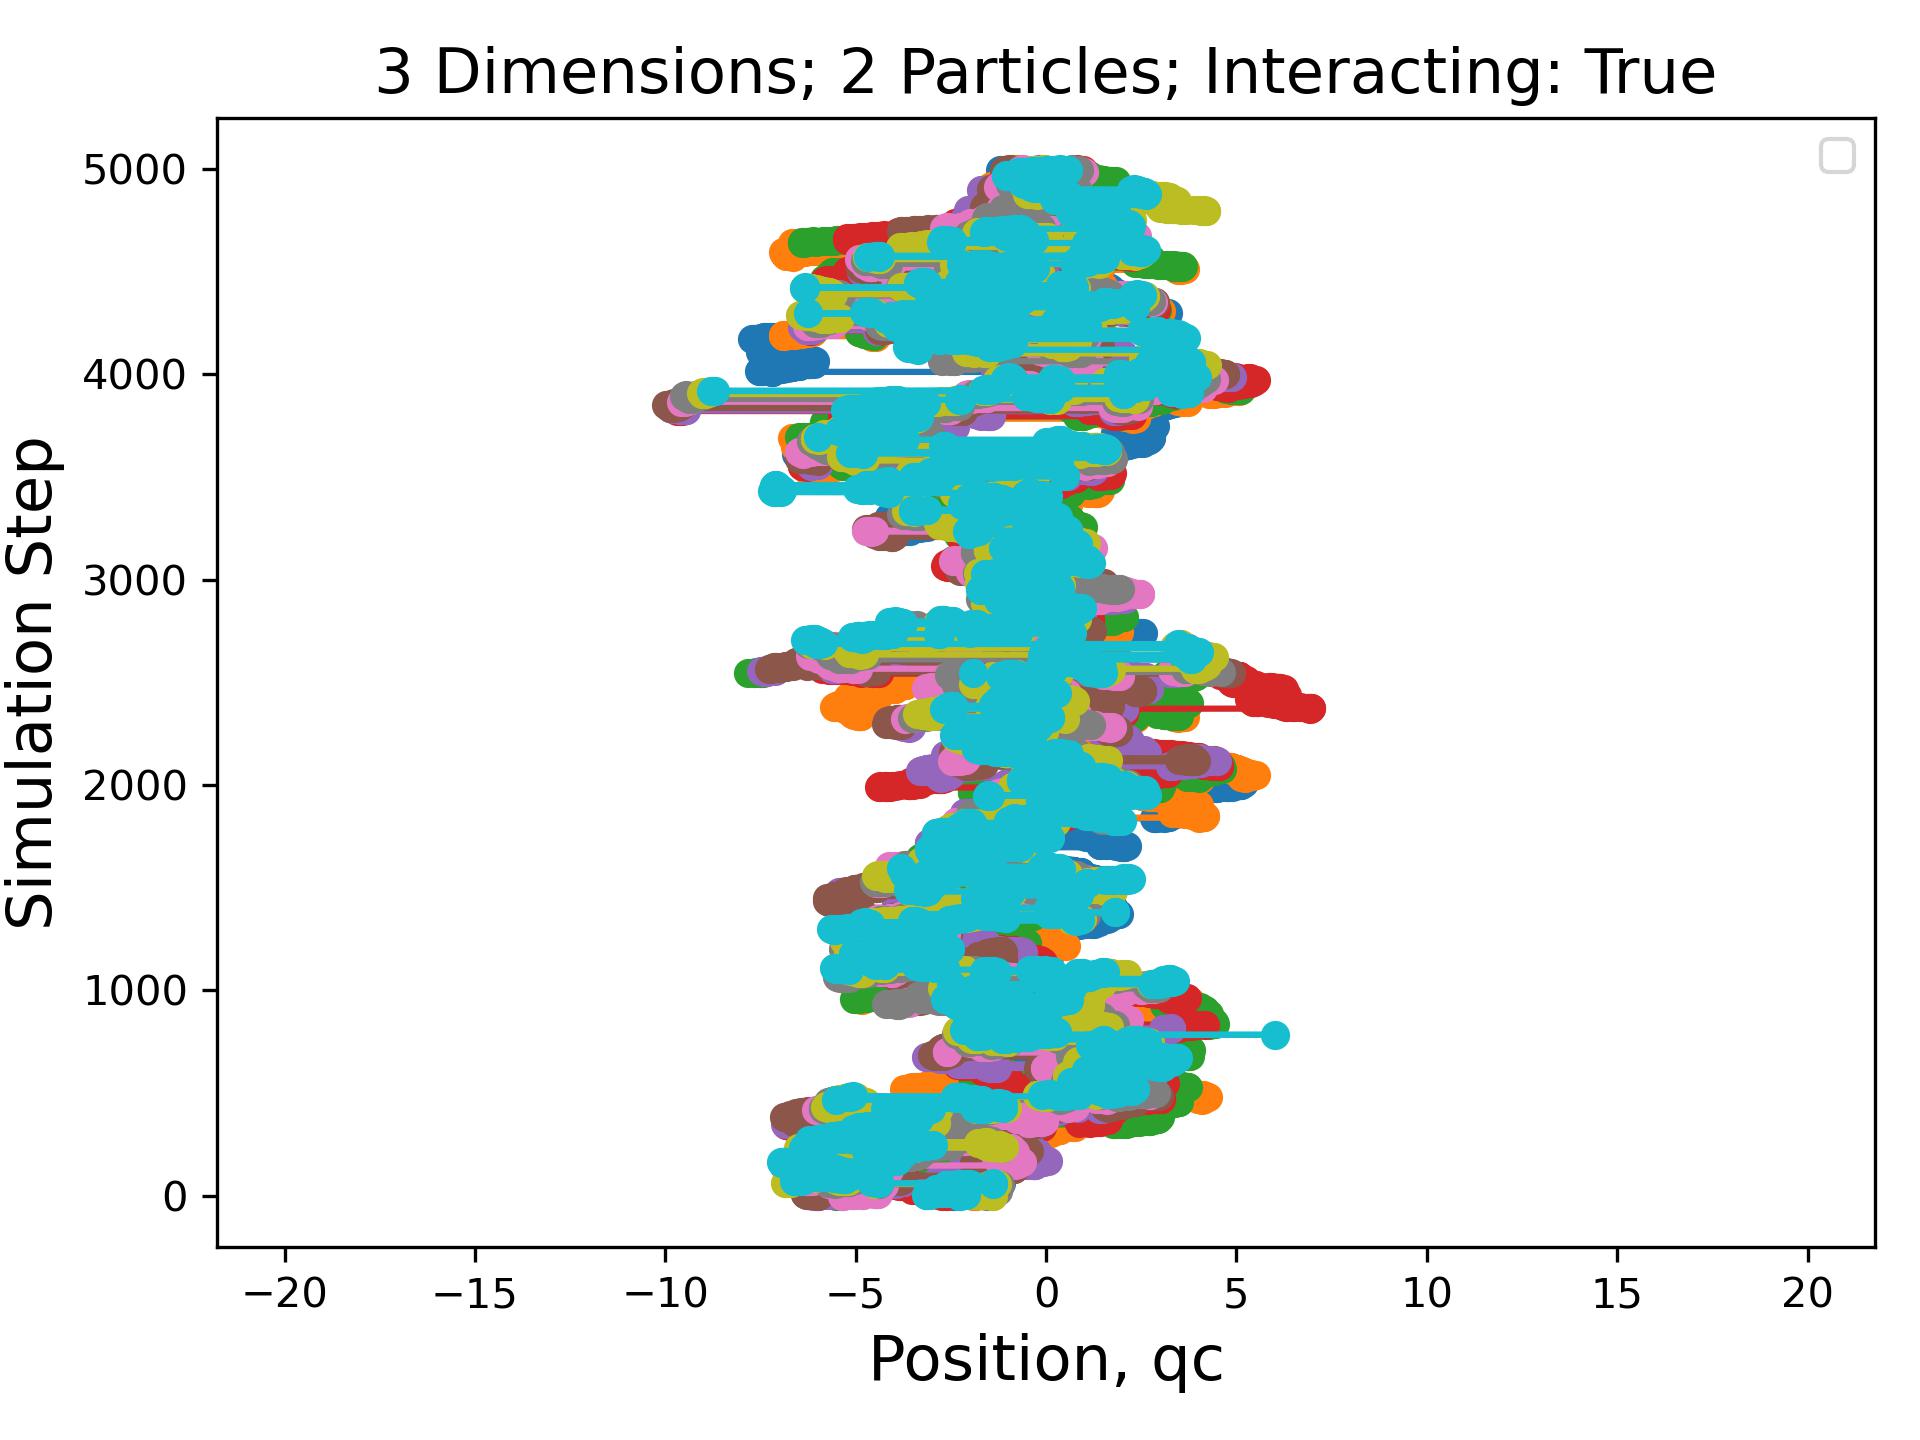 3 Dimensions; 2 Particles; Interacting: True
5000
4000
3000
2000
1000
0
Simulation Step
−20 −15 −10 −5 0 5 10 15 20
Position, qc